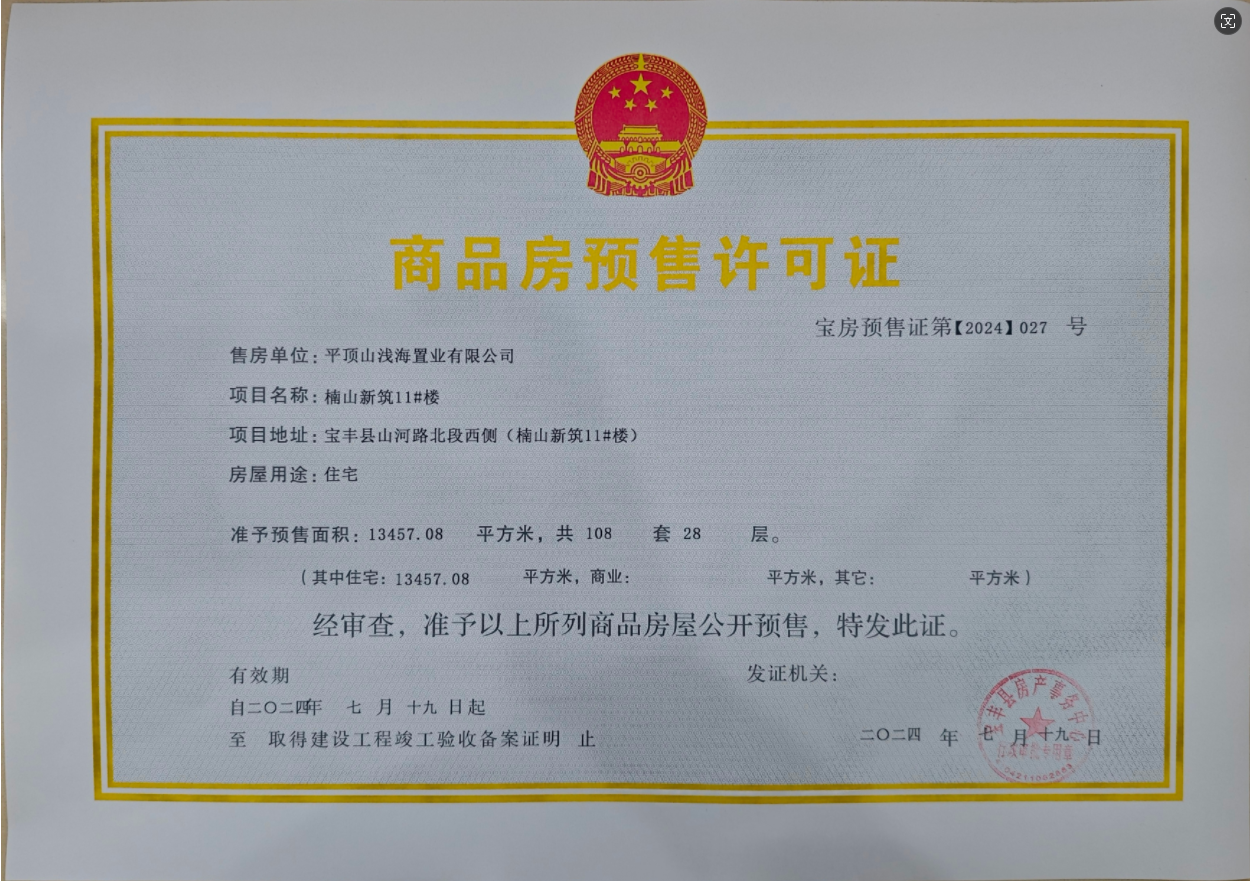 商品房预售许可证
宝房预售证第【2024】027 号
售房单位：平顶山浅海置业有限公司
项目名称：楠山新筑11#楼
项目地址：宝丰县山河路北段西侧（楠山新筑11#楼）
房屋用途：住宅
准予预售面积：13457.08 平方米，共 108 套 28 层。
（其中住宅：13457.08 平方米，商业： 平方米，其它： 平方米）
经审查，准予以上所列商品房屋公开预售，特发此证。
有效期
发证机关：
自二〇二四年 七 月 十九 日起
至 取得建设工程竣工验收备案证明 止
二〇二四 年 七 月 十九 日
宝丰县房产事务中心